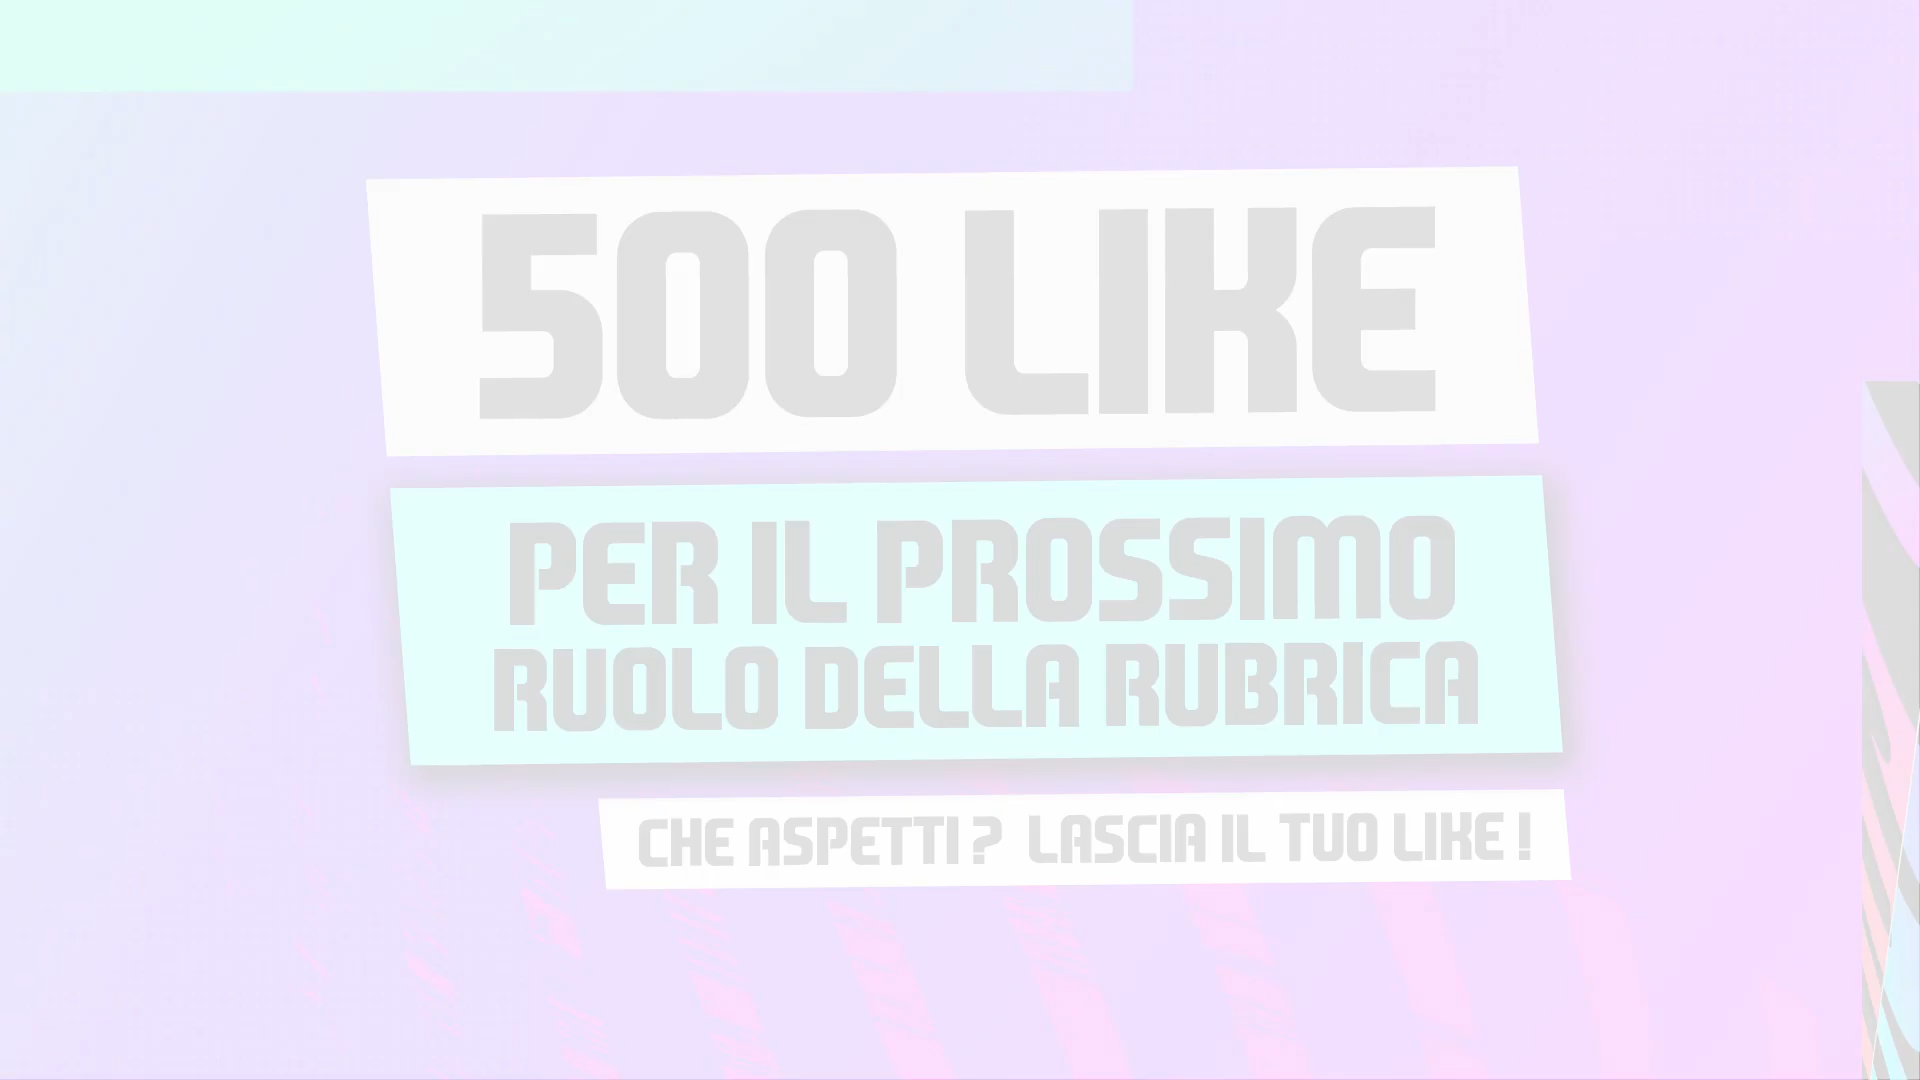 500 LIKE
PER IL PROSSIMO
RUOLO DELLA RUBRICA
CHE ASPETTI? LASCIA IL TUO LIKE!